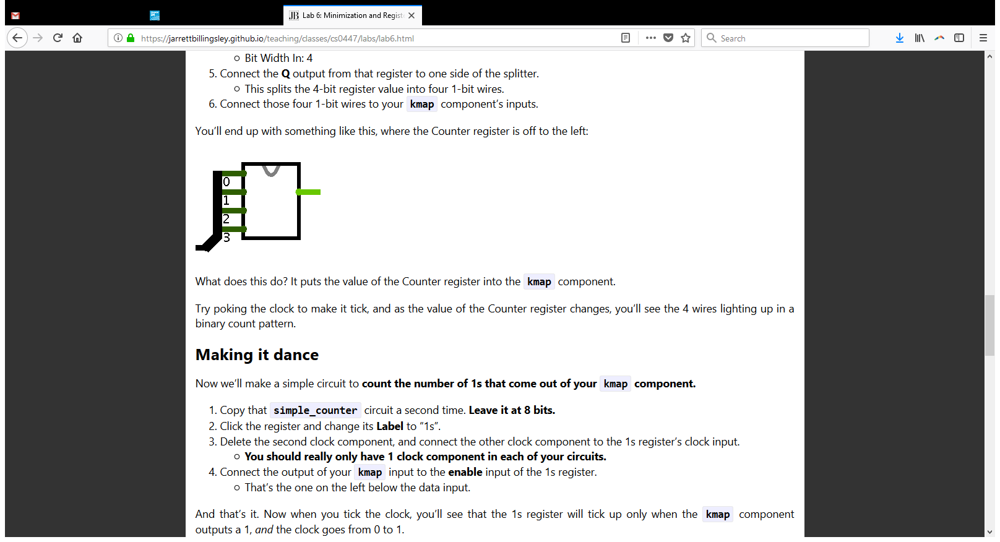 Lab 6: Minimization and Regist
https://jarrettbillingsley.github.io/teaching/classes/cs0447/labs/lab6.html
Search
Bit Width In: 4
5. Connect the Q output from that register to one side of the splitter.
This splits the 4-bit register value into four 1-bit wires.
6. Connect those four 1-bit wires to your kmap component's inputs.
You'll end up with something like this, where the Counter register is off to the left:
0
1
2
3
What does this do? It puts the value of the Counter register into the kmap component.
Try poking the clock to make it tick, and as the value of the Counter register changes, you'll see the 4 wires lighting up in a
binary count pattern.
Making it dance
Now we'll make a simple circuit to count the number of 1s that come out of your kmap component.
1. Copy that simple_counter circuit a second time. Leave it at 8 bits.
2. Click the register and change its Label to “1s”.
3. Delete the second clock component, and connect the other clock component to the 1s register's clock input.
You should really only have 1 clock component in each of your circuits.
4. Connect the output of your kmap input to the enable input of the 1s register.
That's the one on the left below the data input.
And that's it. Now when you tick the clock, you'll see that the 1s register will tick up only when the kmap component
outputs a 1, and the clock goes from 0 to 1.